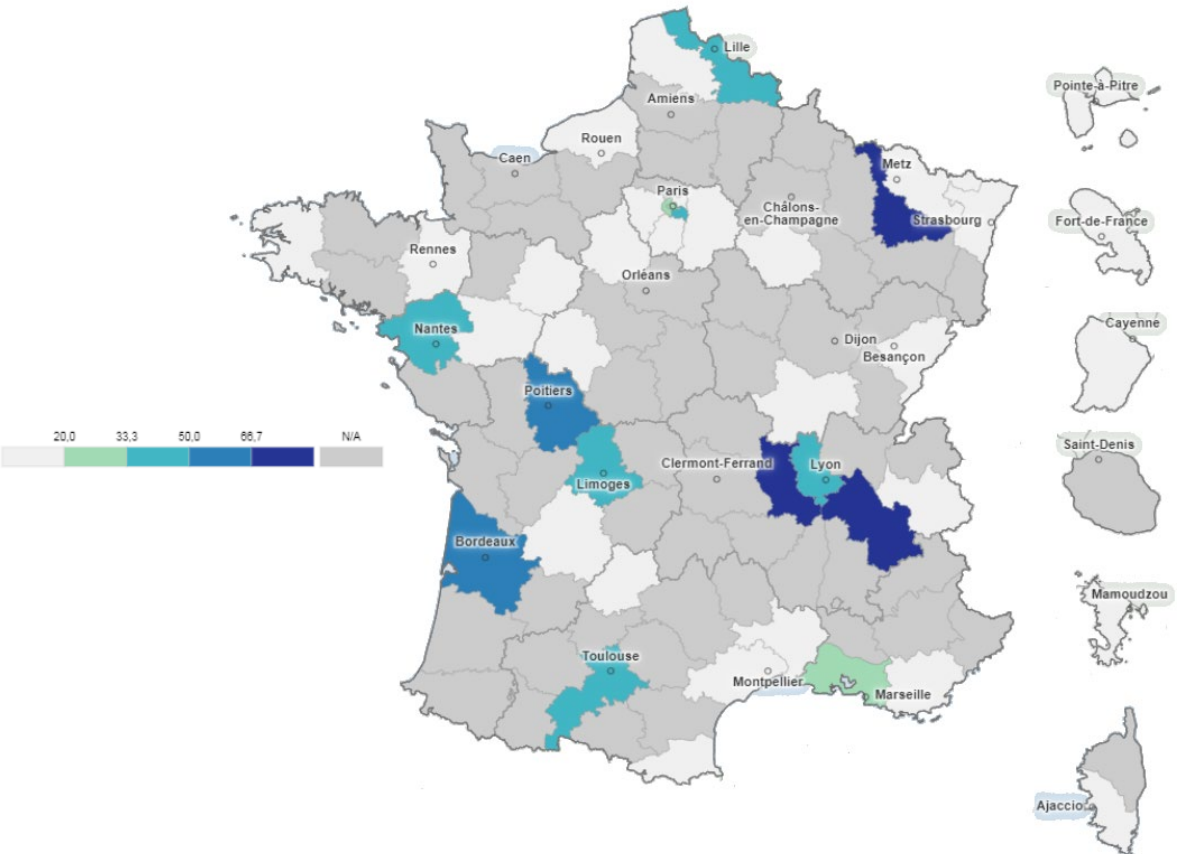 Lille
Pointe-à-Pitre
Amiens
Rouen
Caen
Metz
Paris
Châlons-
en-Champagne
Strasbourg
Fort-de-France
Rennes
Orléans
Cayenne
Nantes
Dijon
Besançon
Poitiers
20,0 33,3 50,0 66,7 N/A
Saint-Denis
Clermont-Ferrand
Lyon
Limoges
Bordeaux
Mamoudzou
Toulouse
Montpellier
Marseille
Ajaccio